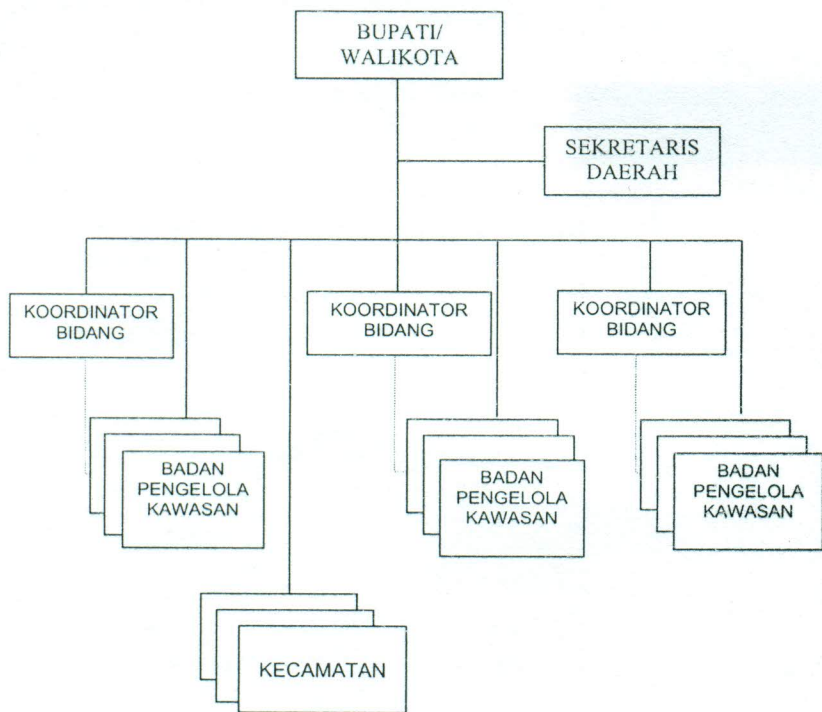 BUPATI/
WALIKOTA
SEKRETARIS
DAERAH
KOORDINATOR
BIDANG
KOORDINATOR
BIDANG
KOORDINATOR
BIDANG
BADAN
PENGELOLA
KAWASAN
BADAN
PENGELOLA
KAWASAN
BADAN
PENGELOLA
KAWASAN
KECAMATAN